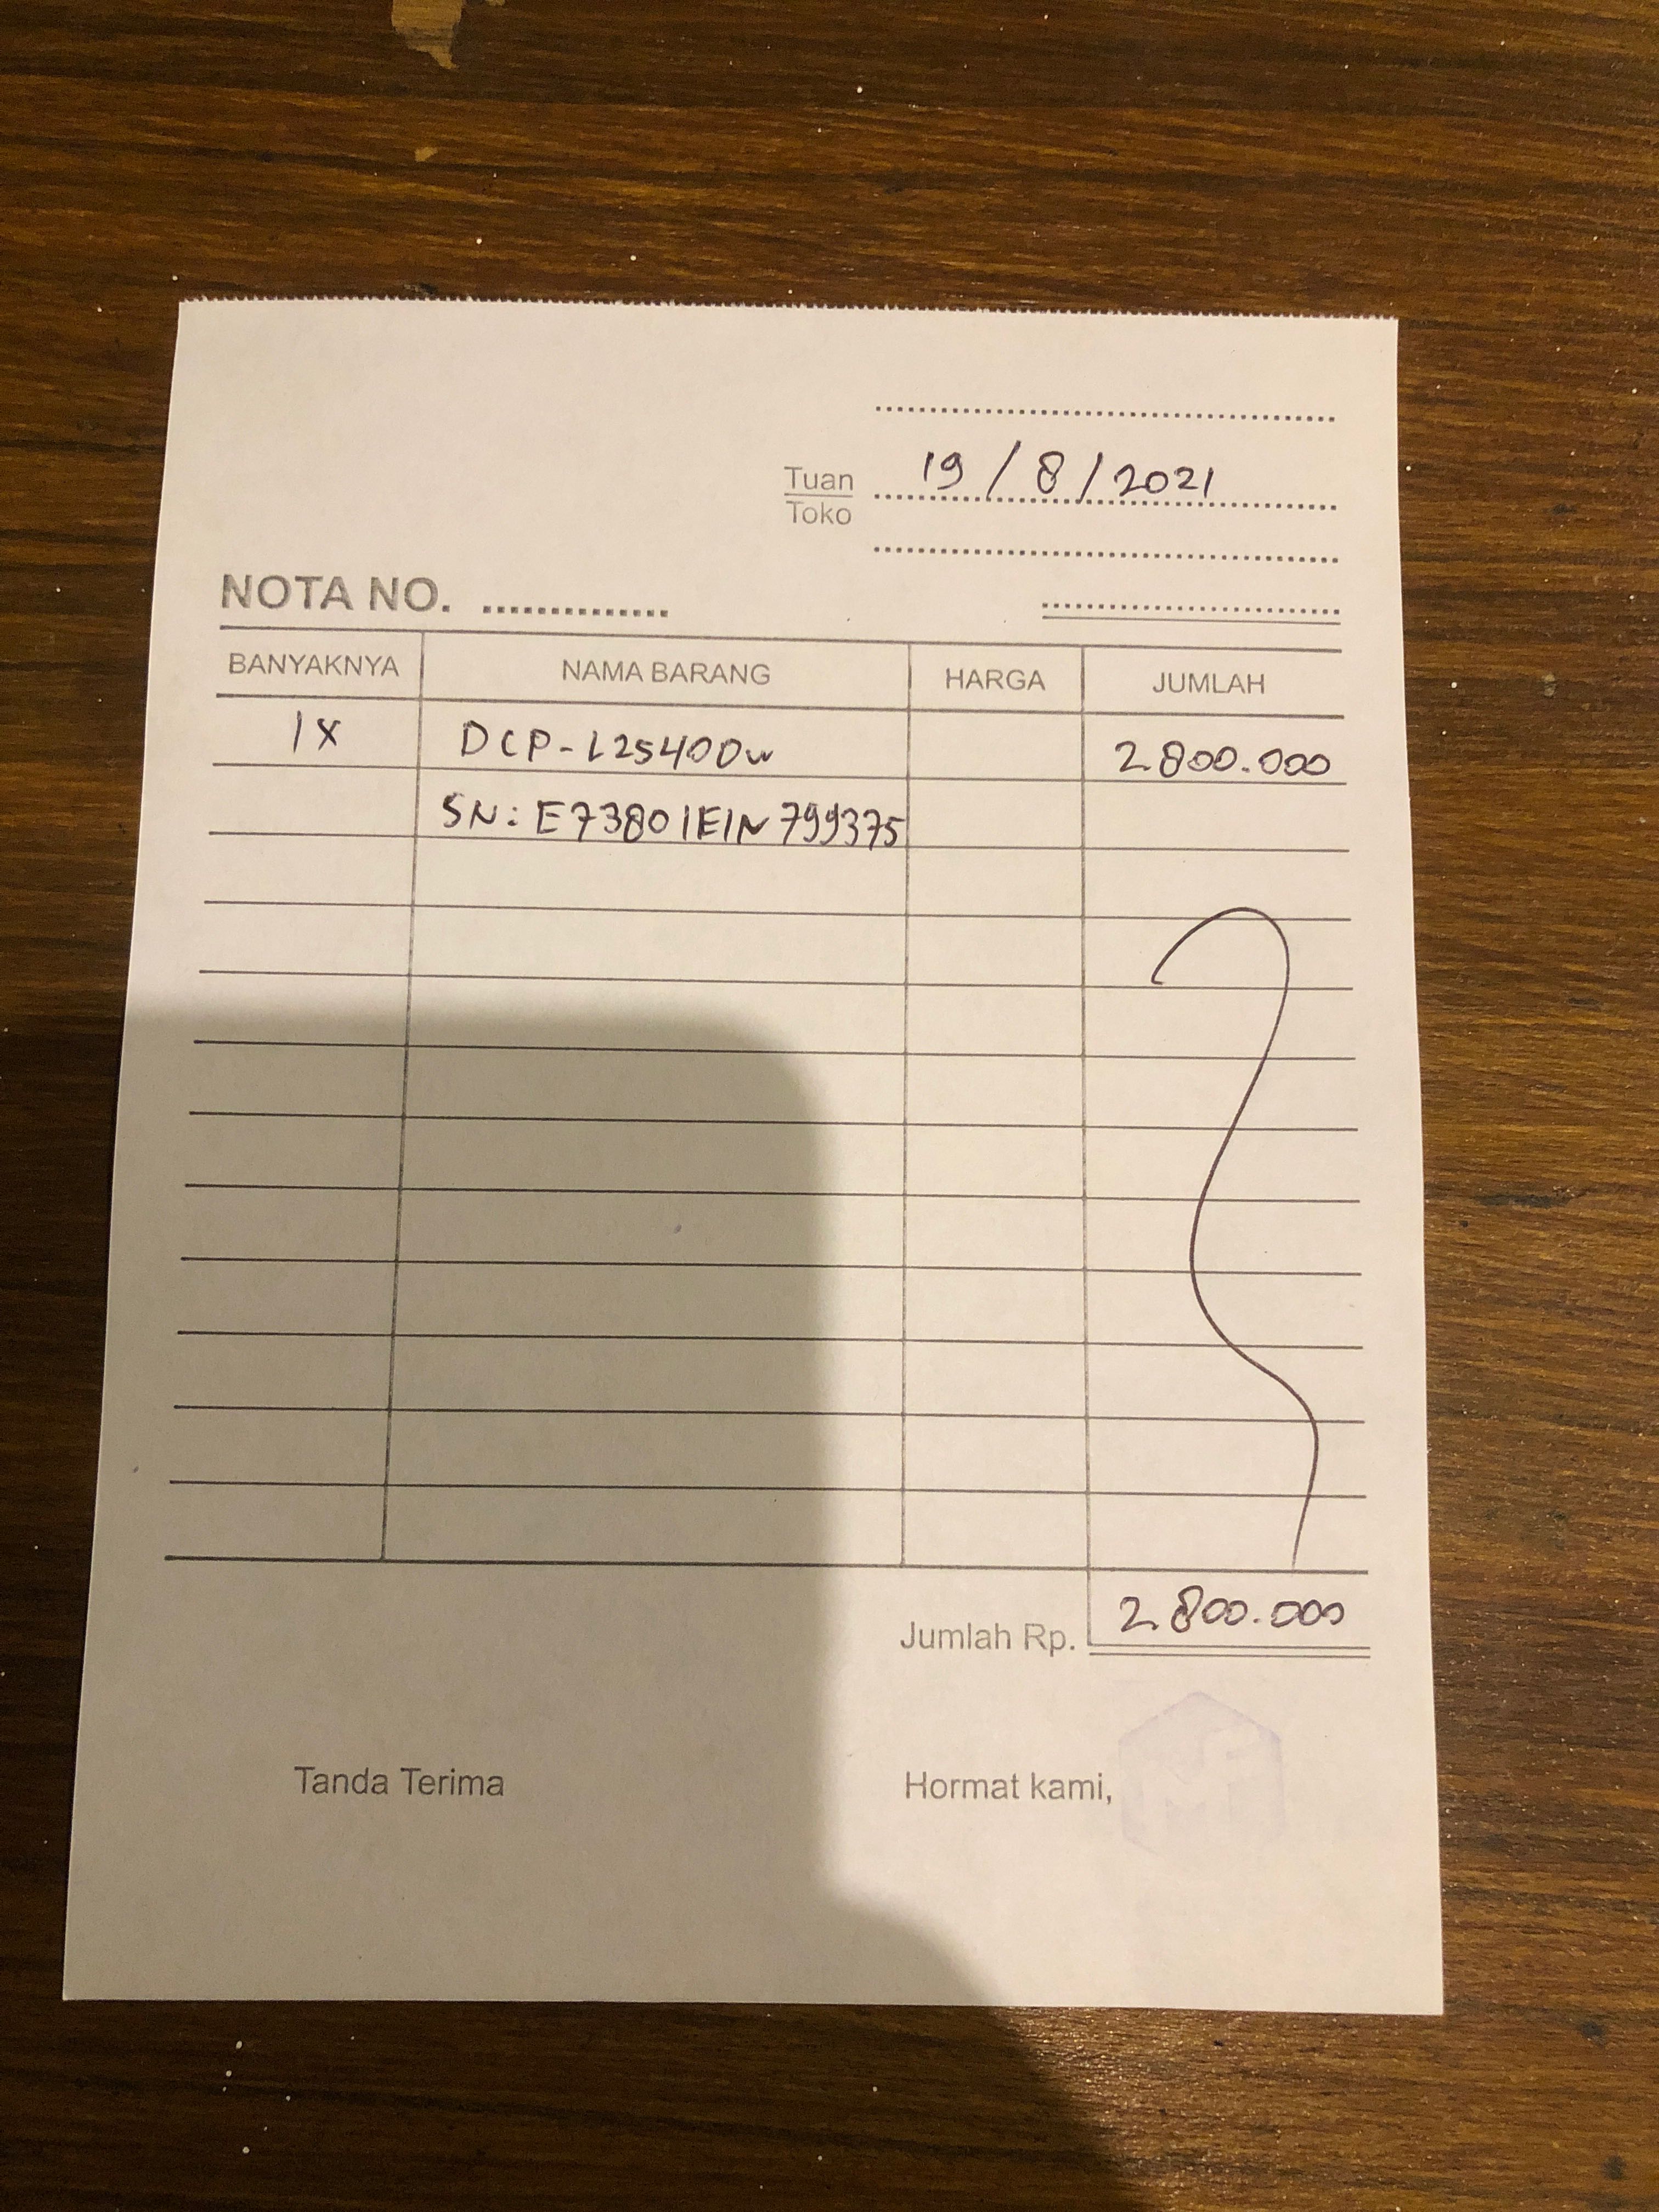 19/8/2021
Tuan
Toko
NOTA NO.
BANYAKNYA NAMA BARANG HARGA JUMLAH
1X DCP-L2540Dw 2.800.000
SN: E73801E1N799375
Jumlah Rp. 2.800.000
Tanda Terima Hormat kami,